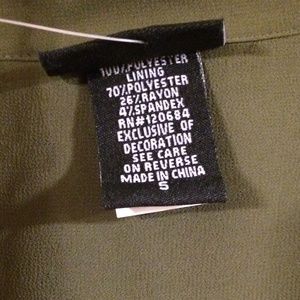 100% POLYESTER
LINING
70% POLYESTER
26% RAYON
4% SPANDEX
RN#120684
EXCLUSIVE OF
DECORATION
SEE CARE
ON REVERSE
MADE IN CHINA
5